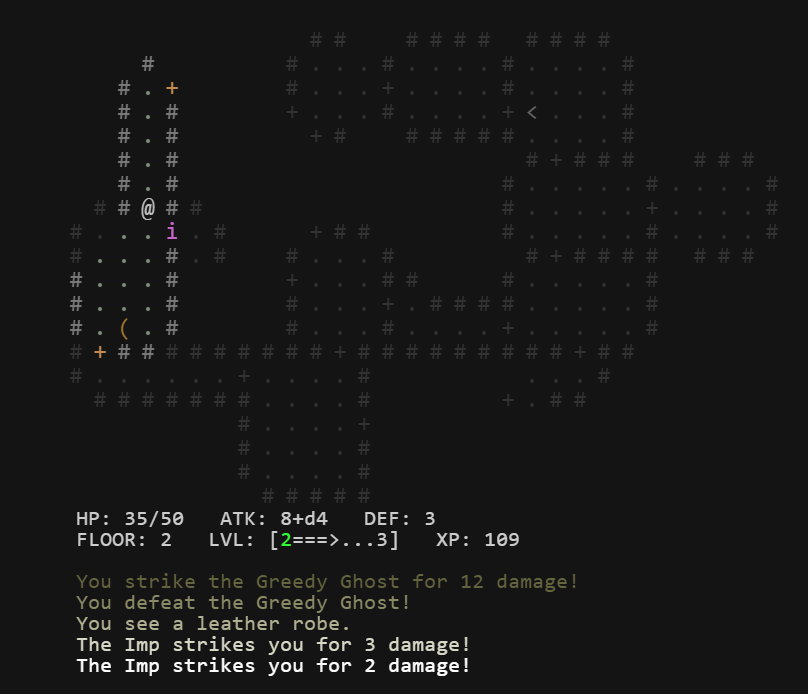 HP: 35/50 ATK: 8+d4 DEF: 3
FLOOR: 2 LVL: [2===>...3] XP: 109
You strike the Greedy Ghost for 12 damage!
You defeat the Greedy Ghost!
You see a leather robe.
The Imp strikes you for 3 damage!
The Imp strikes you for 2 damage!